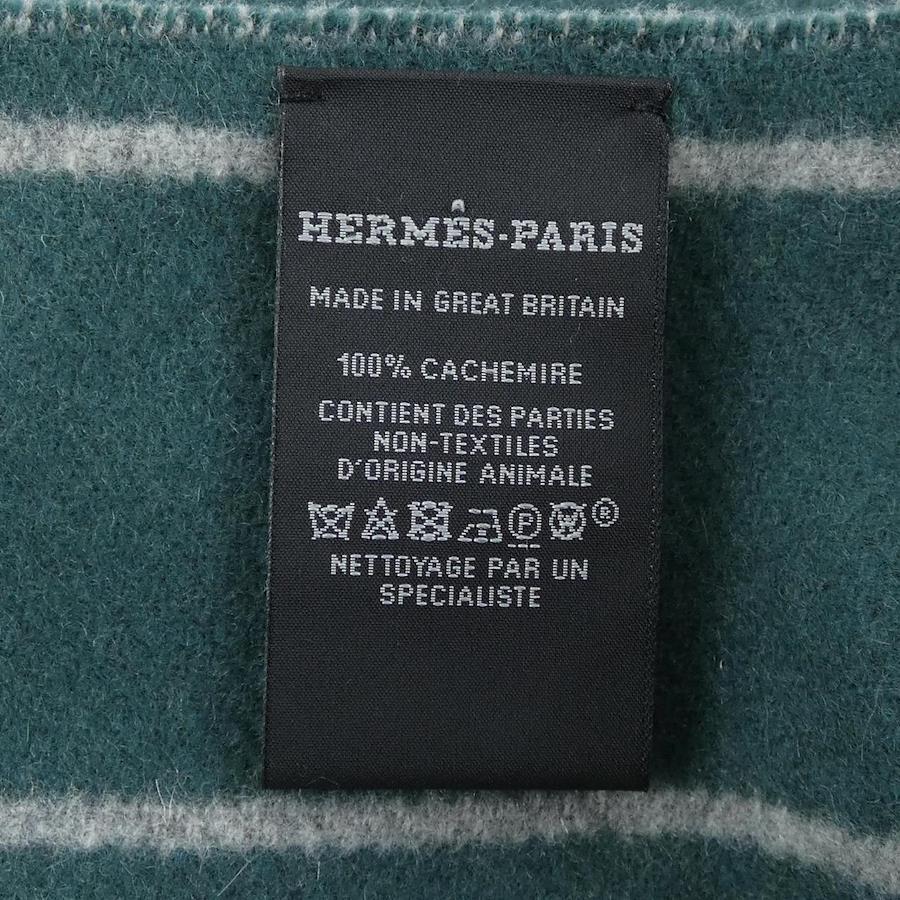 HERMÈS-PARIS
MADE IN GREAT BRITAIN
100% CACHEMIRE
CONTIENT DES PARTIES
NON-TEXTILES
D'ORIGINE ANIMALE
P W ®
NETTOYAGE PAR UN
SPECIALISTE